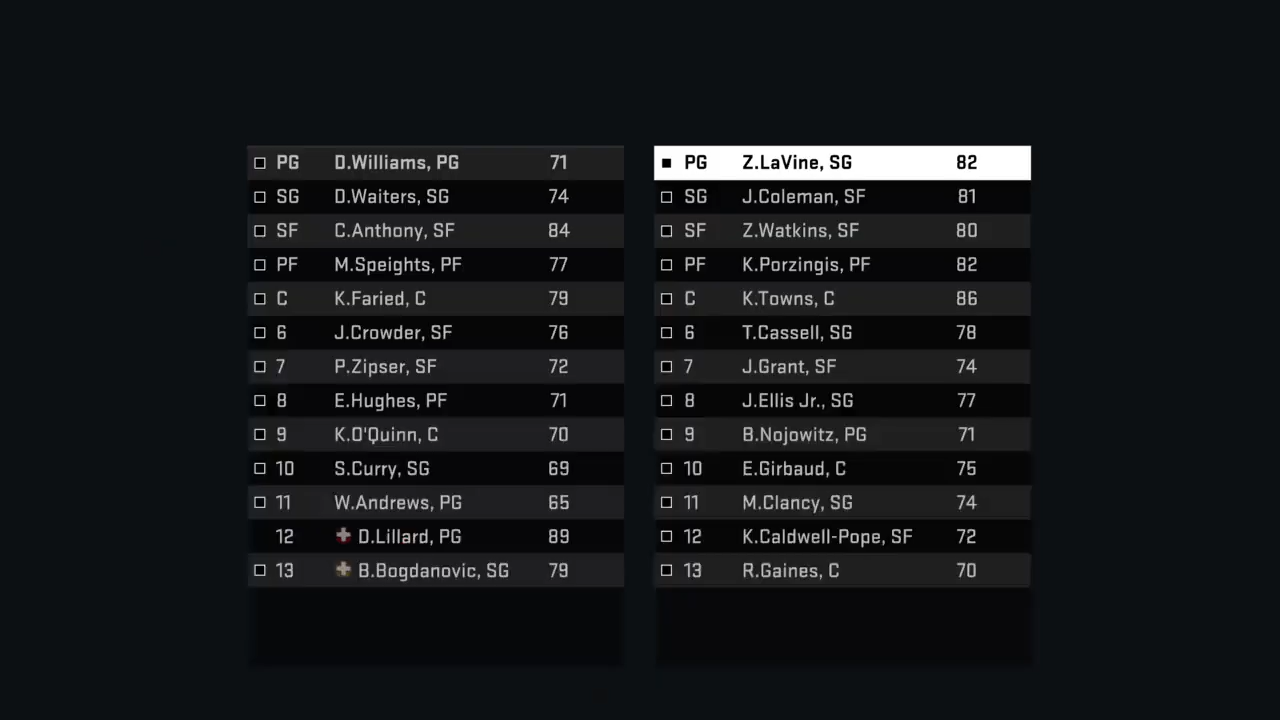 PG D.Williams, PG 71
SG D.Waiters, SG 74
SF C.Anthony, SF 84
PF M.Speights, PF 77
C K.Faried, C 79
6 J.Crowder, SF 76
7 P.Zipser, SF 72
8 E.Hughes, PF 71
9 K.O'Quinn, C 70
10 S.Curry, SG 69
11 W.Andrews, PG 65
12 D.Lillard, PG 89
13 B.Bogdanovic, SG 79
PG Z.LaVine, SG 82
SG J.Coleman, SF 81
SF Z.Watkins, SF 80
PF K.Porzingis, PF 82
C K.Towns, C 86
6 T.Cassell, SG 78
7 J.Grant, SF 74
8 J.Ellis Jr., SG 77
9 B.Nojowitz, PG 71
10 E.Girbaud, C 75
11 M.Clancy, SG 74
12 K.Caldwell-Pope, SF 72
13 R.Gaines, C 70